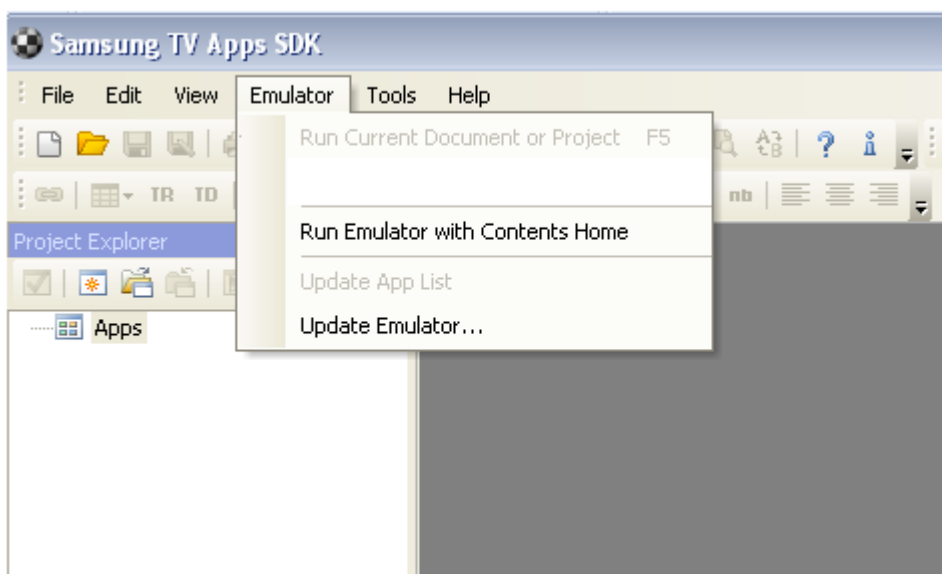 Samsung TV Apps SDK
File Edit View Emulator Tools Help
Run Current Document or Project F5
TR TD nb
Project Explorer
Run Emulator with Contents Home
Update App List
Apps
Update Emulator...